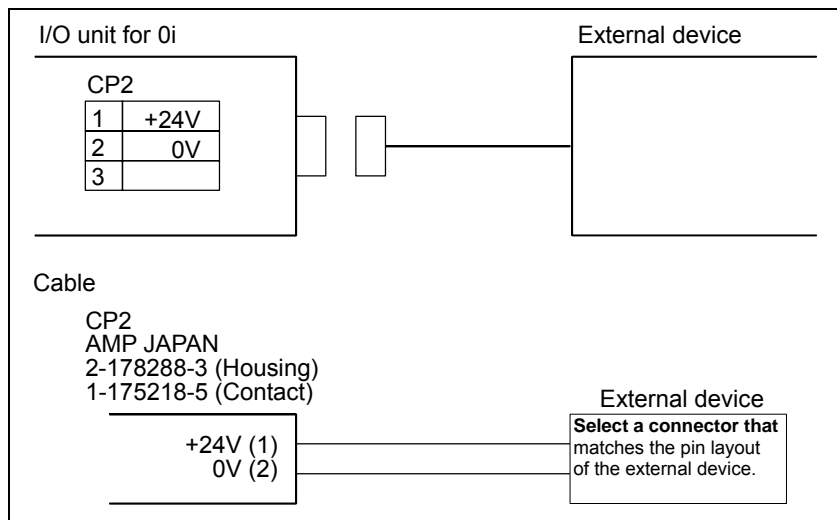 I/O unit for 0i
External device
CP2
1 +24V
2 0V
3
Cable
CP2
AMP JAPAN
2-178288-3 (Housing)
1-175218-5 (Contact)
External device
+24V (1)
0V (2)
Select a connector that
matches the pin layout
of the external device.